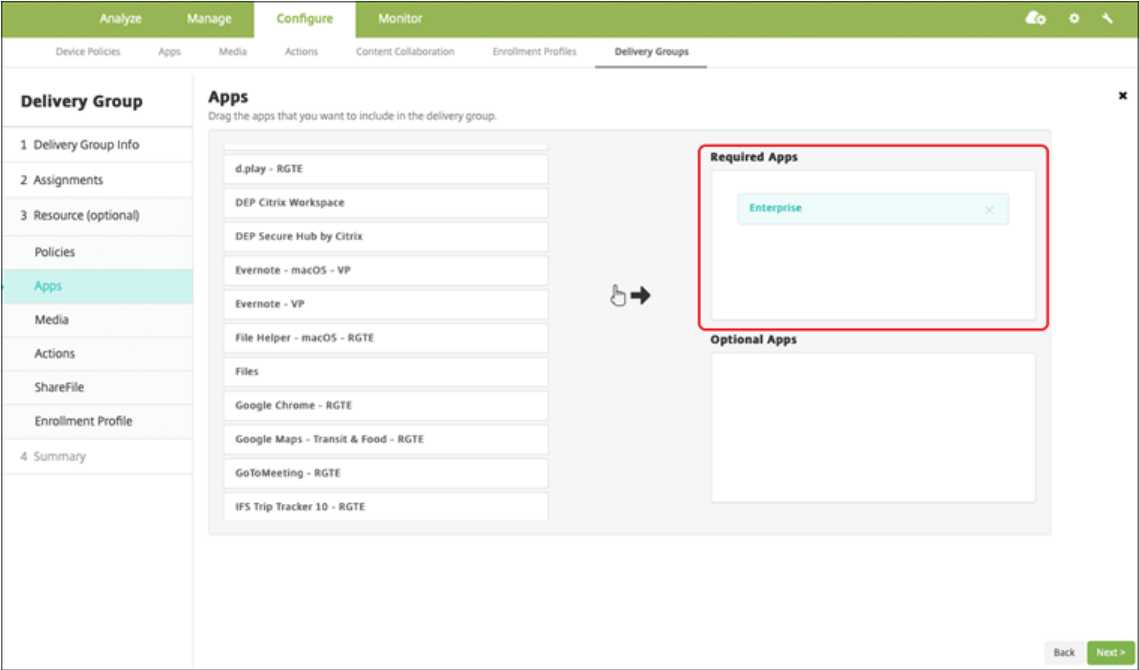 Analyze Manage Configure Monitor
Device Policies Apps Media Actions Content Collaboration Enrollment Profiles Delivery Groups
Delivery Group
1 Delivery Group Info
2 Assignments
3 Resource (optional)
Policies
Apps
Media
Actions
ShareFile
Enrollment Profile
4 Summary
Apps
Drag the apps that you want to include in the delivery group.
d.play - RGTE
DEP Citrix Workspace
DEP Secure Hub by Citrix
Evernote - macOS - VP
Evernote - VP
File Helper - macOS - RGTE
Files
Google Chrome - RGTE
Google Maps - Transit & Food - RGTE
GoToMeeting - RGTE
IFS Trip Tracker 10 - RGTE
Required Apps
Enterprise
Optional Apps
Back Next >